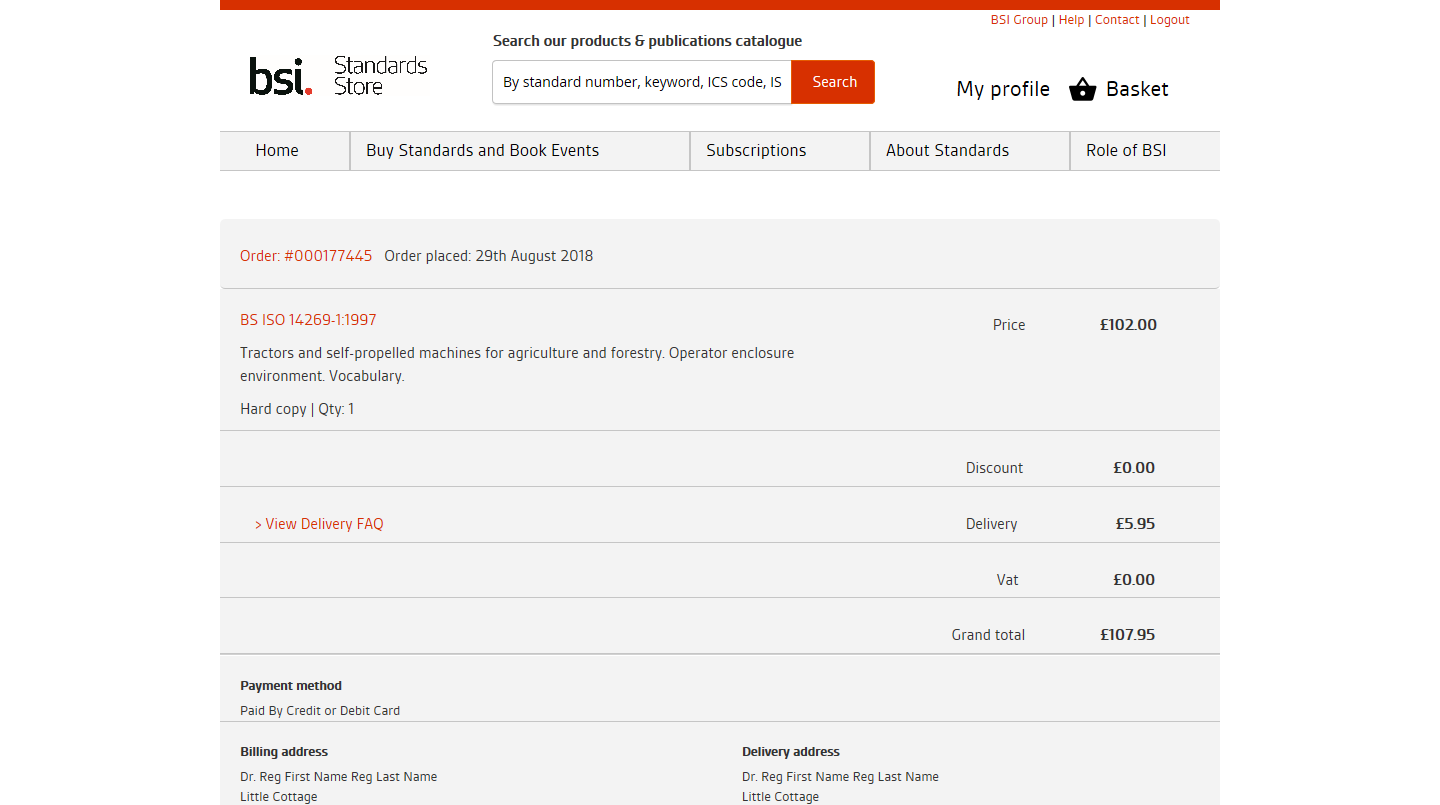 BSI Group | Help | Contact | Logout
Search our products & publications catalogue
bsi. Standards Store
By standard number, keyword, ICS code, IS
Search
My profile
Basket
Home
Buy Standards and Book Events
Subscriptions
About Standards
Role of BSI
Order: #000177445 Order placed: 29th August 2018
BS ISO 14269-1:1997
Price £102.00
Tractors and self-propelled machines for agriculture and forestry. Operator enclosure
environment. Vocabulary.
Hard copy | Qty: 1
Discount £0.00
> View Delivery FAQ
Delivery £5.95
Vat £0.00
Grand total £107.95
Payment method
Paid By Credit or Debit Card
Billing address
Dr. Reg First Name Reg Last Name
Little Cottage
Delivery address
Dr. Reg First Name Reg Last Name
Little Cottage